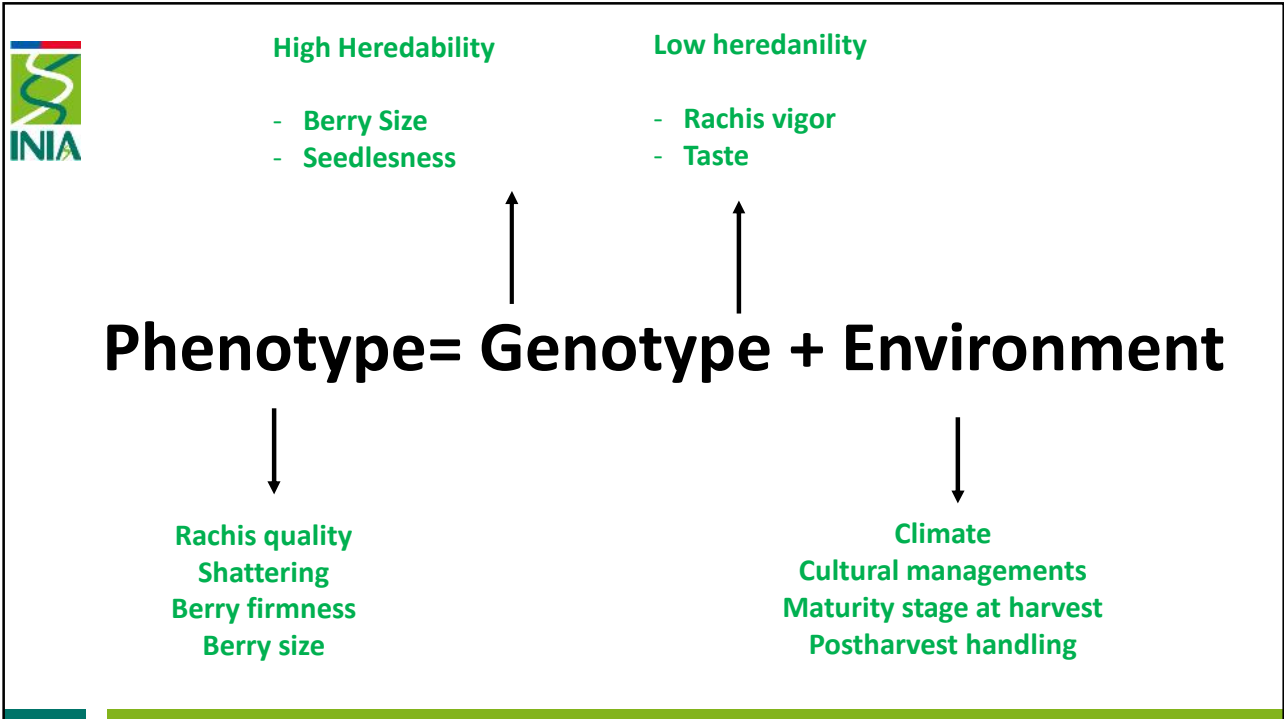 INIA
High Heredability
- Berry Size
- Seedlesness
Low heredanility
- Rachis vigor
- Taste
Phenotype= Genotype + Environment
Rachis quality
Shattering
Berry firmness
Berry size
Climate
Cultural managements
Maturity stage at harvest
Postharvest handling